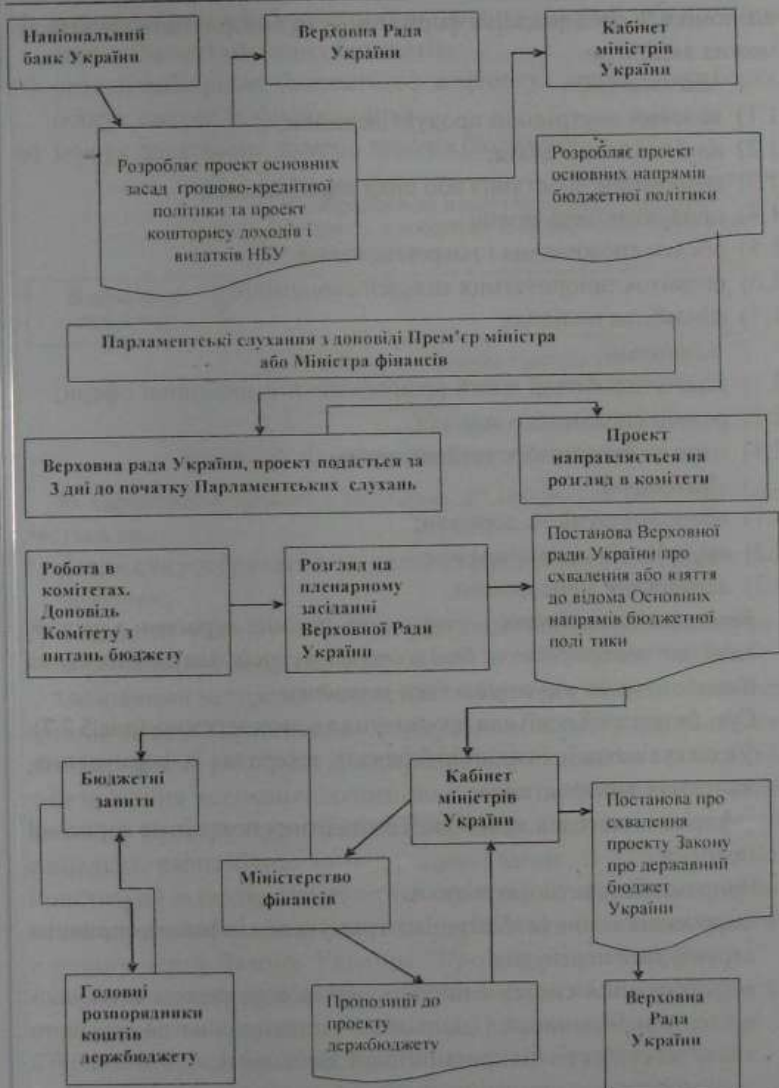 Національний
банк України
Верховна Рада
України
Кабінет
міністрів
України
Розробляє проект основних
засад грошово-кредитної
політики та проект
кошторису доходів і
видатків НБУ
Розробляє проект
основних напрямів
бюджетної політики
Парламентські слухання з доповіді Прем’єр міністра
або Міністра фінансів
Верховна рада України, проект подається за
3 дні до початку Парламентських слухань
Проект
направляється на
розгляд в комітети
Робота в
комітетах.
Доповідь
Комітету з
питань бюджету
Розгляд на
пленарному
засіданні
Верховної Ради
України
Постанова Верховної
ради України про
схвалення або взяття
до відома Основних
напрямів бюджетної
полі тики
Бюджетні
запити
Кабінет
міністрів
України
Постанова про
схвалення
проекту Закону
про державний
бюджет
України
Міністерство
фінансів
Головні
розпорядники
коштів
держбюджету
Пропозиції до
проекту
держбюджету
Верховна
Рада
України